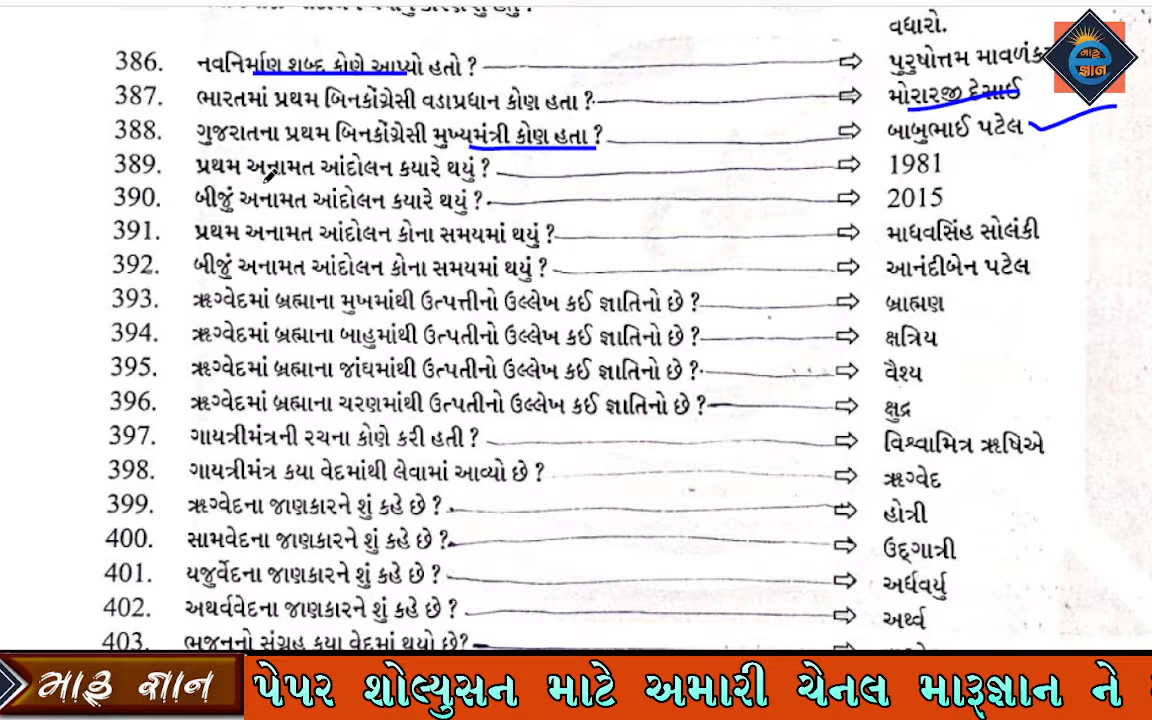 વધારો.
386. નવનિર્માણ શબ્દ કોણે આપ્યો હતો ? ⇨ પુરુષોત્તમ માવળંક
387. ભારતમાં પ્રથમ બિનકોંગ્રેસી વડાપ્રધાન કોણ હતા ? ⇨ મોરારજી દેસાઈ
388. ગુજરાતના પ્રથમ બિનકોંગ્રેસી મુખ્યમંત્રી કોણ હતા ? ⇨ બાબુભાઈ પટેલ
389. પ્રથમ અનામત આંદોલન કયારે થયું ? ⇨ 1981
390. બીજું અનામત આંદોલન કયારે થયું ? ⇨ 2015
391. પ્રથમ અનામત આંદોલન કોના સમયમાં થયું ? ⇨ માધવસિંહ સોલંકી
392. બીજું અનામત આંદોલન કોના સમયમાં થયું ? ⇨ આનંદીબેન પટેલ
393. ઋગ્વેદમાં બ્રહ્માના મુખમાંથી ઉત્પત્તીનો ઉલ્લેખ કઈ જ્ઞાતિનો છે ? ⇨ બ્રાહ્મણ
394. ઋગ્વેદમાં બ્રહ્માના બાહુમાંથી ઉત્પતીનો ઉલ્લેખ કઈ જ્ઞાતિનો છે ? ⇨ ક્ષત્રિય
395. ઋગ્વેદમાં બ્રહ્માના જાંઘમાંથી ઉત્પતીનો ઉલ્લેખ કઈ જ્ઞાતિનો છે ? ⇨ વૈશ્ય
396. ઋગ્વેદમાં બ્રહ્માના ચરણમાંથી ઉત્પતીનો ઉલ્લેખ કઈ જ્ઞાતિનો છે ? ⇨ ક્ષુદ્ર
397. ગાયત્રીમંત્રની રચના કોણે કરી હતી ? ⇨ વિશ્વામિત્ર ઋષિએ
398. ગાયત્રીમંત્ર કયા વેદમાંથી લેવામાં આવ્યો છે ? ⇨ ઋગ્વેદ
399. ઋગ્વેદના જાણકારને શું કહે છે ? ⇨ હોત્રી
400. સામવેદના જાણકારને શું કહે છે ? ⇨ ઉદ્ગાત્રી
401. યજુર્વેદના જાણકારને શું કહે છે ? ⇨ અર્ધવર્યુ
402. અથર્વવેદના જાણકારને શું કહે છે ? ⇨ અર્થ્વ
403. ભજનનો સંગ્રહ કયા વેદમાં થયો છે?
મારૂ જ્ઞાન
મારૂ જ્ઞાન પેપર શોલ્યુસન માટે અમારી ચેનલ મારૂજ્ઞાન ને